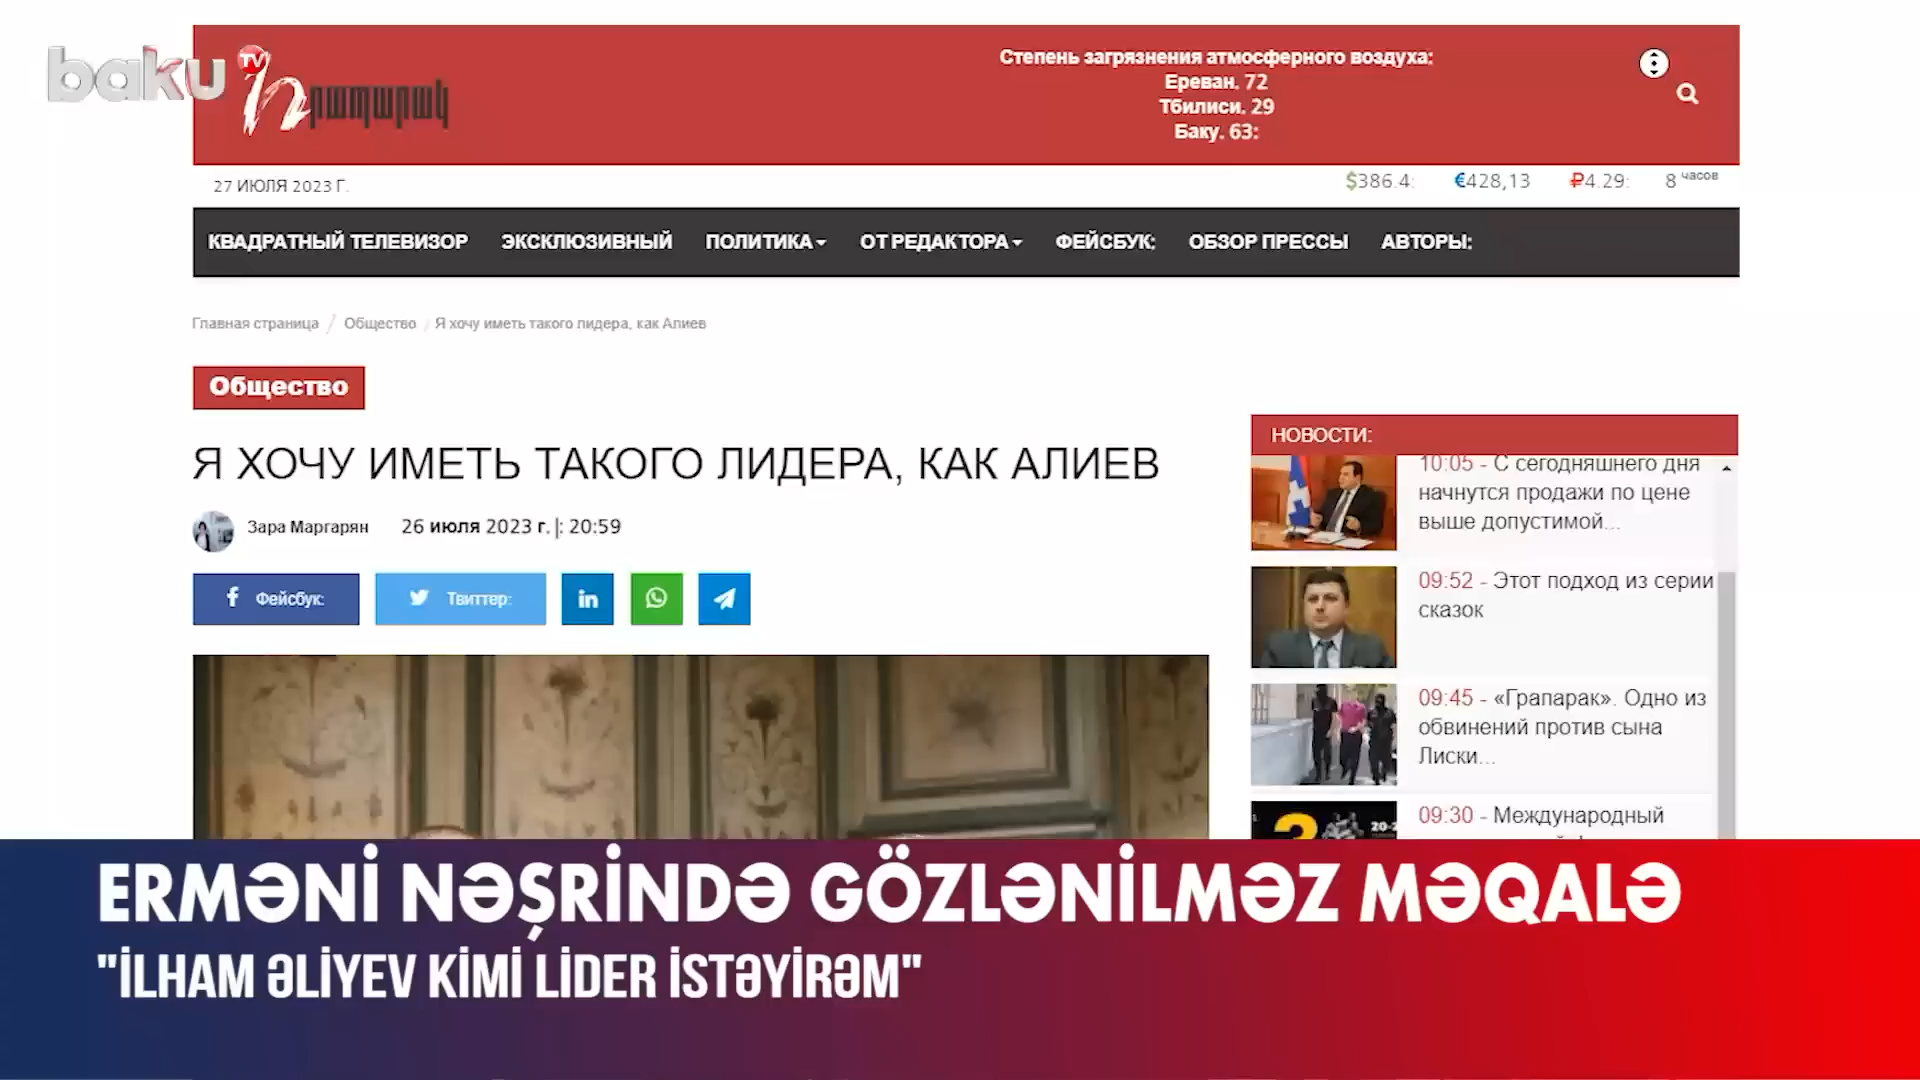 baku TV
Հրապարակ
Степень загрязнения атмосферного воздуха:
Ереван. 72
Тбилиси. 29
Баку. 63:
27 ИЮЛЯ 2023 Г.
$386.4: €428,13 ₽4.29: 8 часов
КВАДРАТНЫЙ ТЕЛЕВИЗОР ЭКСКЛЮЗИВНЫЙ ПОЛИТИКА ОТ РЕДАКТОРА ФЕЙСБУК: ОБЗОР ПРЕССЫ АВТОРЫ:
Главная страница / Общество / Я хочу иметь такого лидера, как Алиев
Общество
Я ХОЧУ ИМЕТЬ ТАКОГО ЛИДЕРА, КАК АЛИЕВ
Зара Маргарян 26 июля 2023 г. |: 20:59
Фейсбук: Твиттер:
НОВОСТИ:
10:05 - С сегодняшнего дня
начнутся продажи по цене
выше допустимой...
09:52 - Этот подход из серии
сказок
09:45 - «Грапарак». Одно из
обвинений против сына
Лиски...
09:30 - Международный
ERMƏNİ NƏŞRİNDƏ GÖZLƏNİLMƏZ MƏQALƏ
"İLHAM ƏLİYEV KİMİ LİDER İSTƏYİRƏM"